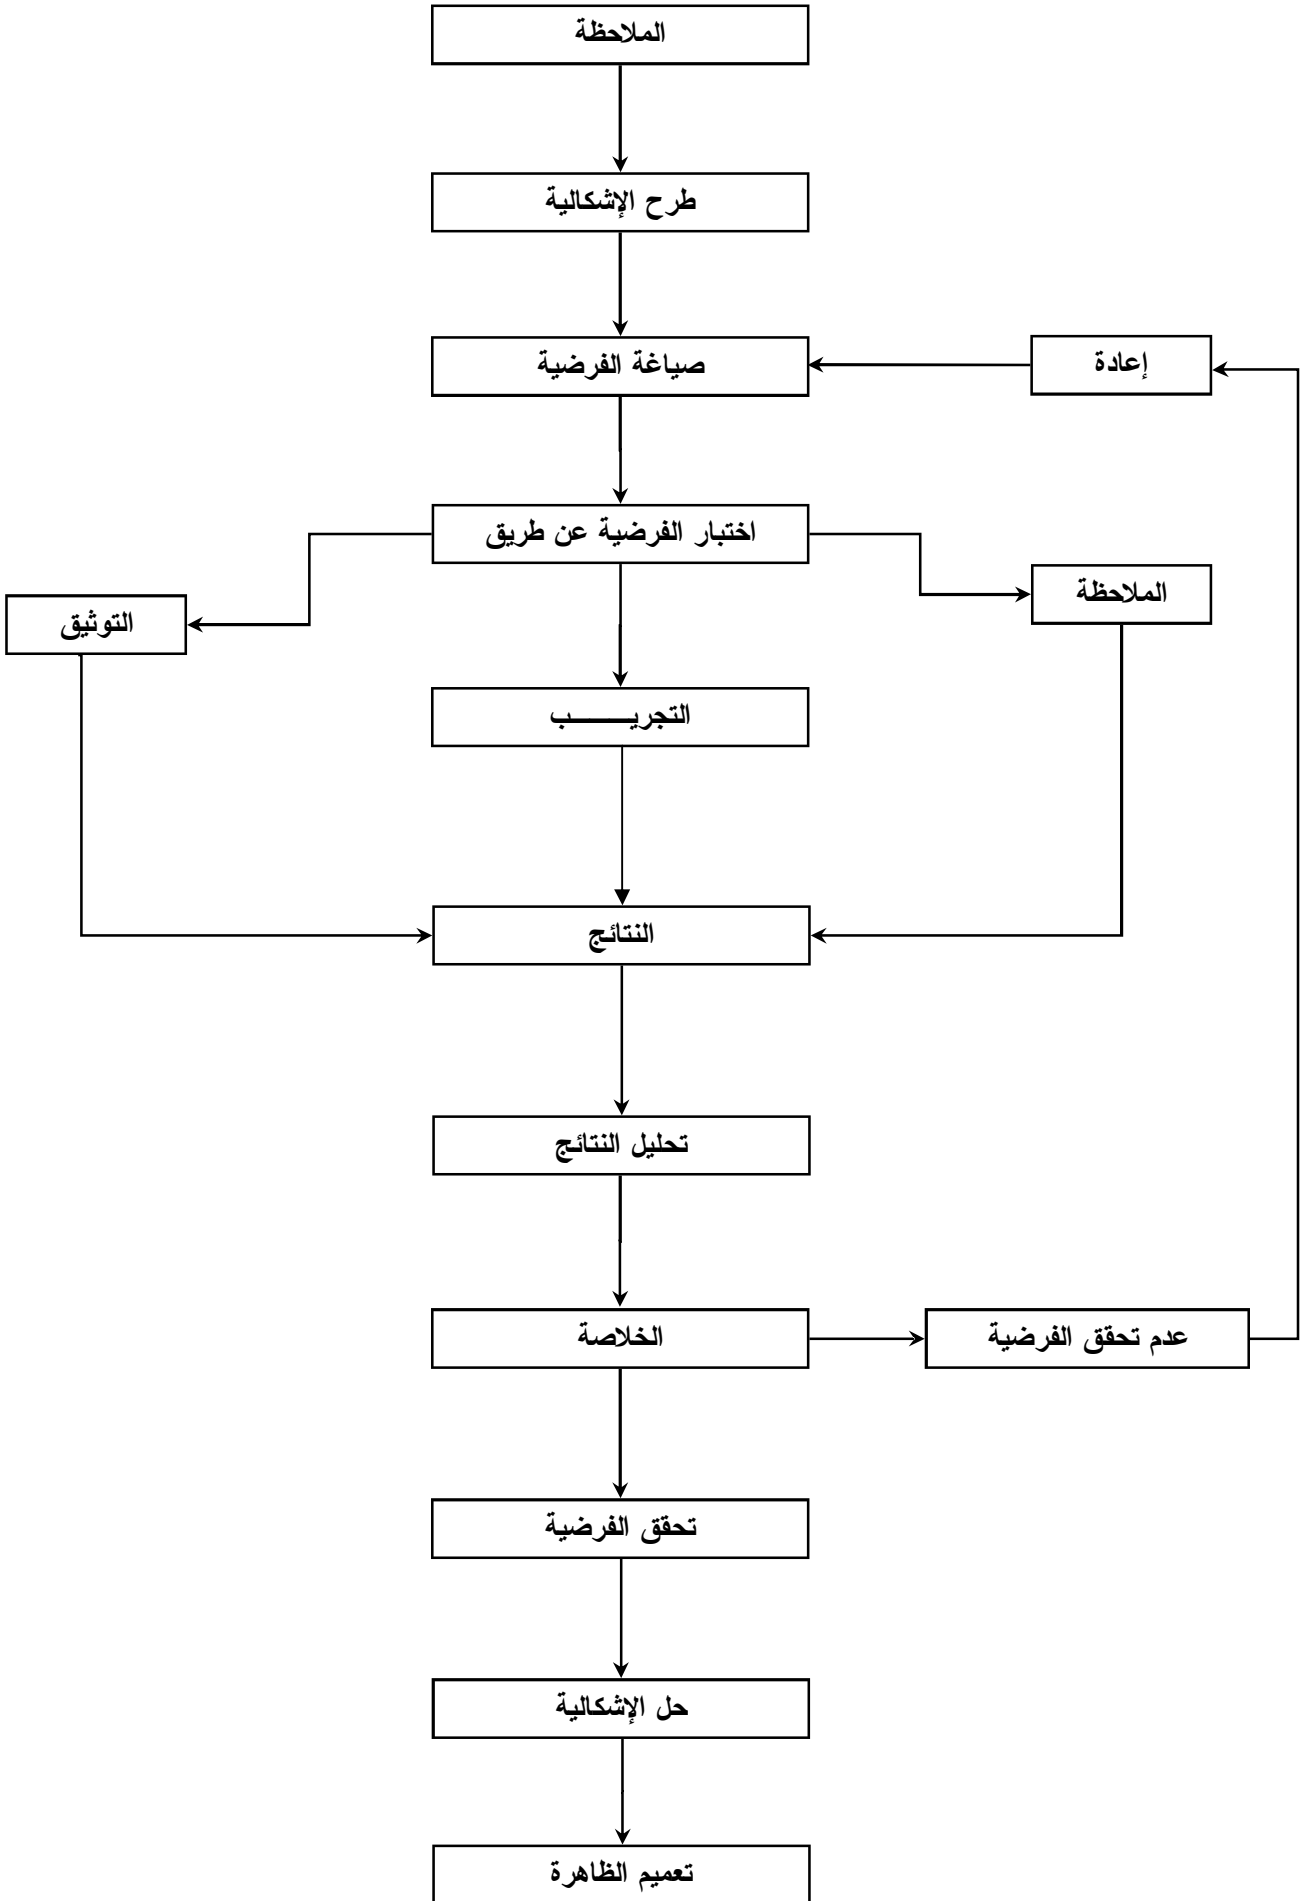 الملاحظة
طرح الإشكالية
صياغة الفرضية
إعادة
اختبار الفرضية عن طريق
الملاحظة
التوثيق
التجريـــــــــب
النتائج
تحليل النتائج
الخلاصة
عدم تحقق الفرضية
تحقق الفرضية
حل الإشكالية
تعميم الظاهرة